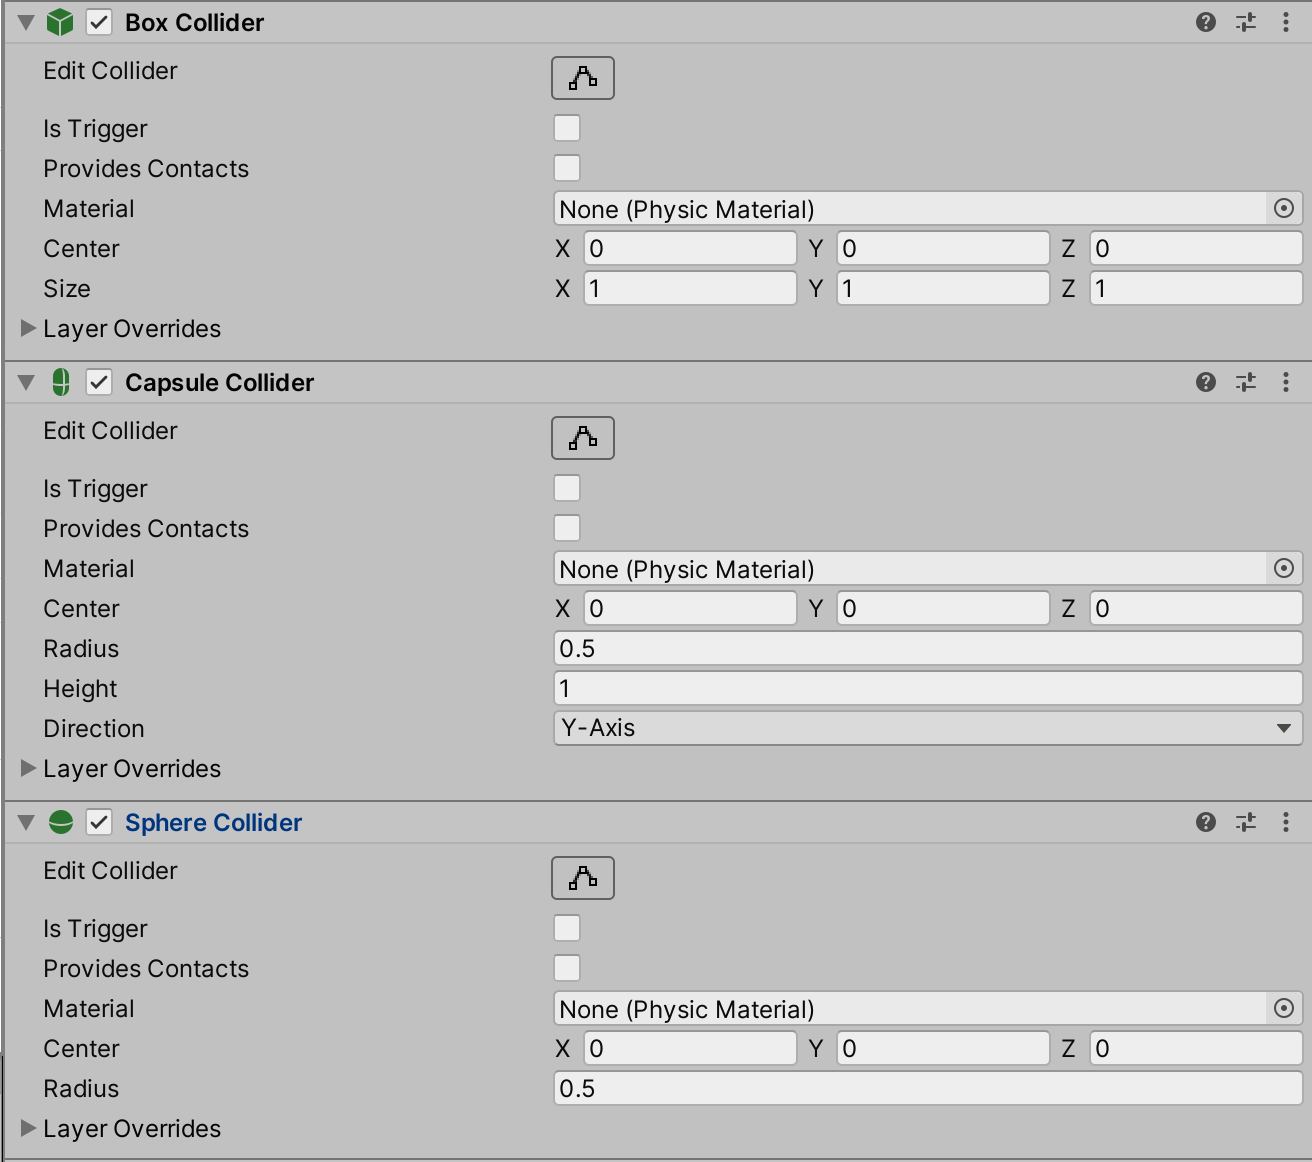 Box Collider
Edit Collider
Is Trigger
Provides Contacts
Material None (Physic Material)
Center X 0 Y 0 Z 0
Size X 1 Y 1 Z 1
Layer Overrides
Capsule Collider
Edit Collider
Is Trigger
Provides Contacts
Material None (Physic Material)
Center X 0 Y 0 Z 0
Radius 0.5
Height 1
Direction Y-Axis
Layer Overrides
Sphere Collider
Edit Collider
Is Trigger
Provides Contacts
Material None (Physic Material)
Center X 0 Y 0 Z 0
Radius 0.5
Layer Overrides